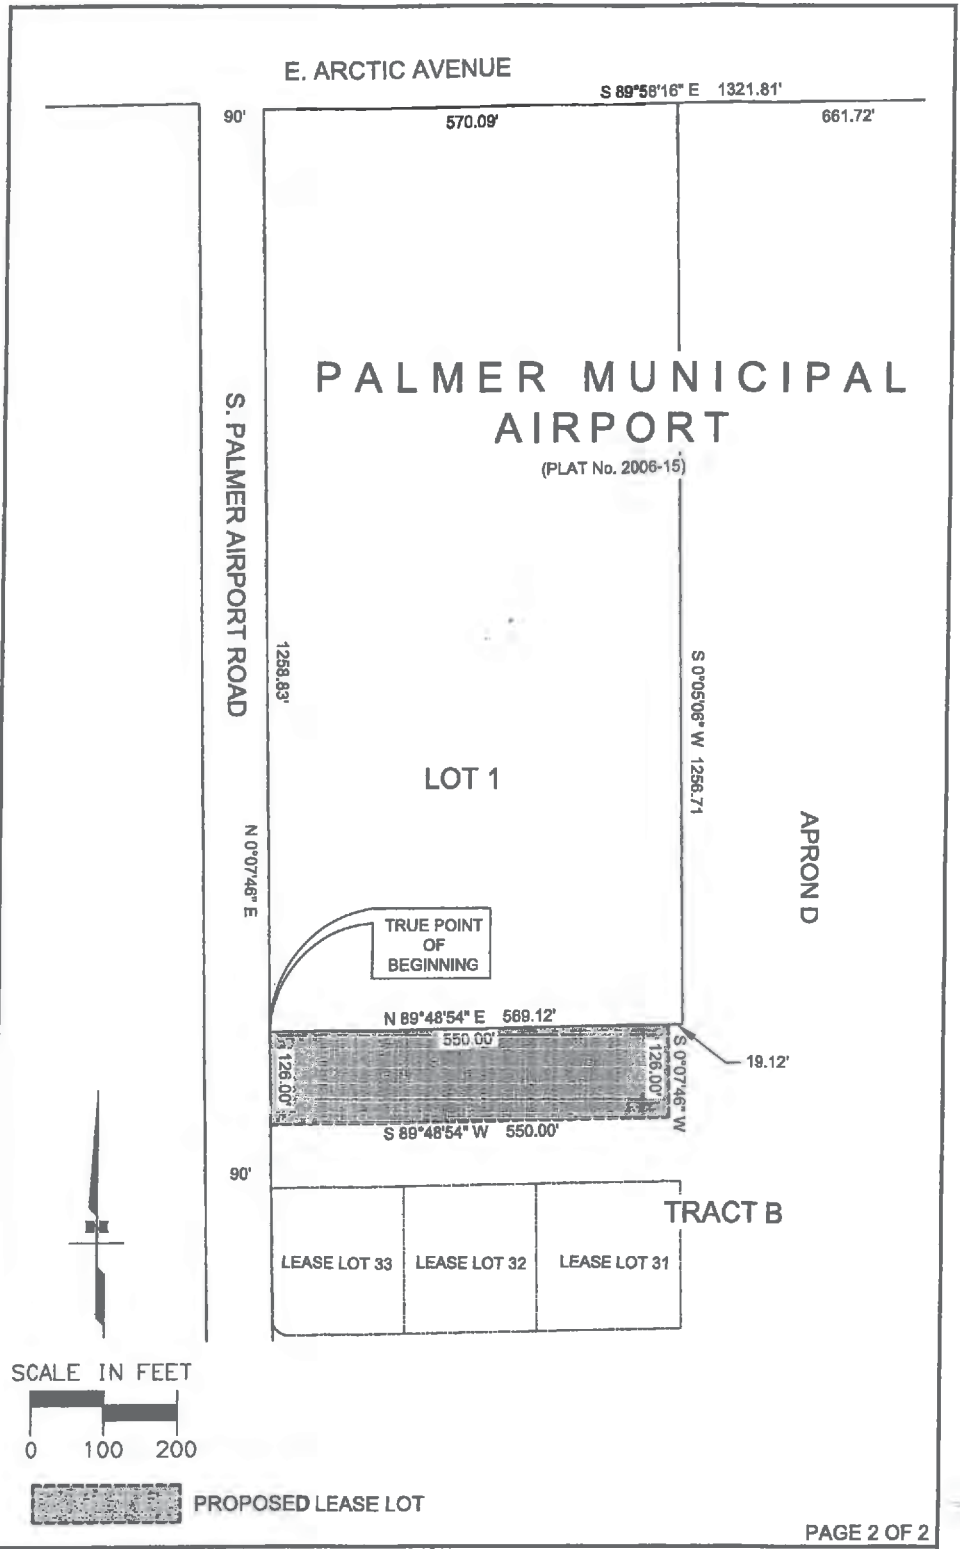 E. ARCTIC AVENUE
S 89°58'16" E 1321.81'
90'
570.09'
661.72'
PALMER MUNICIPAL
AIRPORT
(PLAT No. 2006-15)
S. PALMER AIRPORT ROAD
1258.83'
N 0°07'46" E
S 0°05'06" W 1256.71
LOT 1
APRON D
TRUE POINT
OF
BEGINNING
N 89°48'54" E 569.12'
550.00'
126.00'
126.00'
S 0°07'46" W
19.12'
S 89°48'54" W 550.00'
90'
TRACT B
LEASE LOT 33
LEASE LOT 32
LEASE LOT 31
N
SCALE IN FEET
0 100 200
PROPOSED LEASE LOT
PAGE 2 OF 2